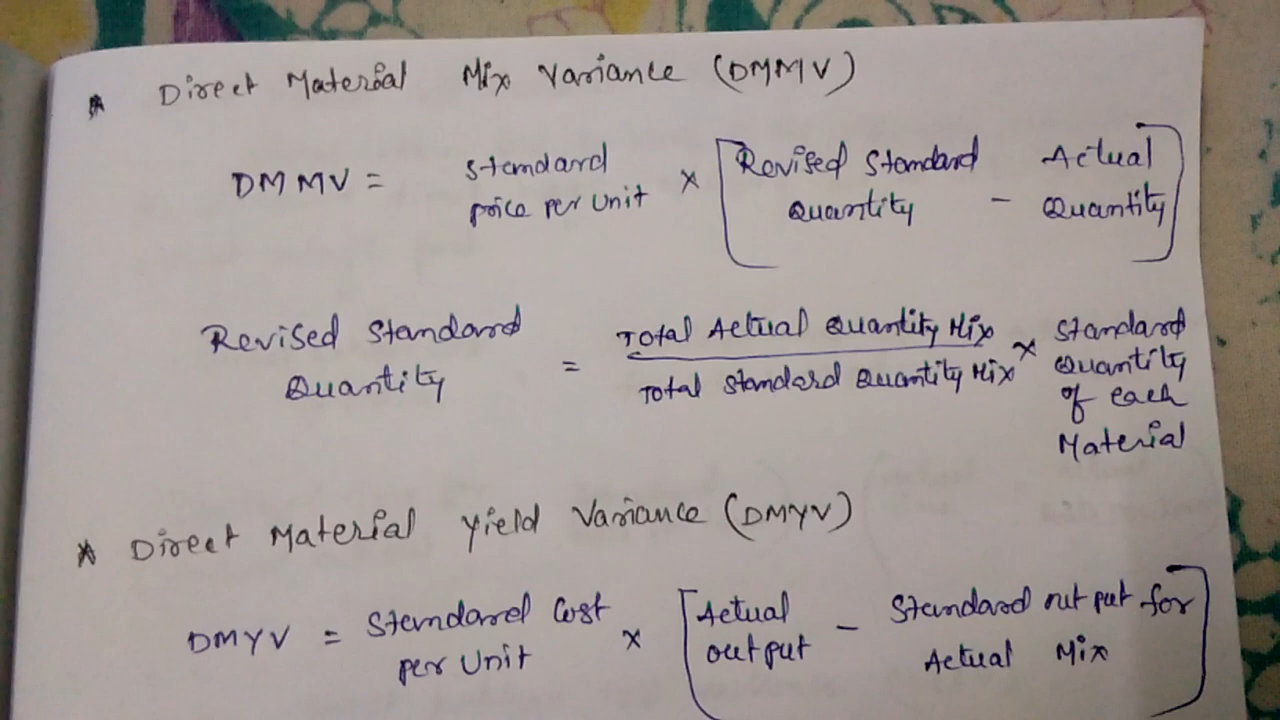 * Direct Material Mix Variance (DMMV)
DMMV = Standard price per Unit × [Revised Standard Quantity - Actual Quantity]
Revised Standard Quantity = Total Actual Quantity Mix / Total Standard Quantity Mix × Standard Quantity of each Material
* Direct Material Yield Variance (DMYV)
DMYV = Standard Cost per Unit × [Actual output - Standard output for Actual Mix]